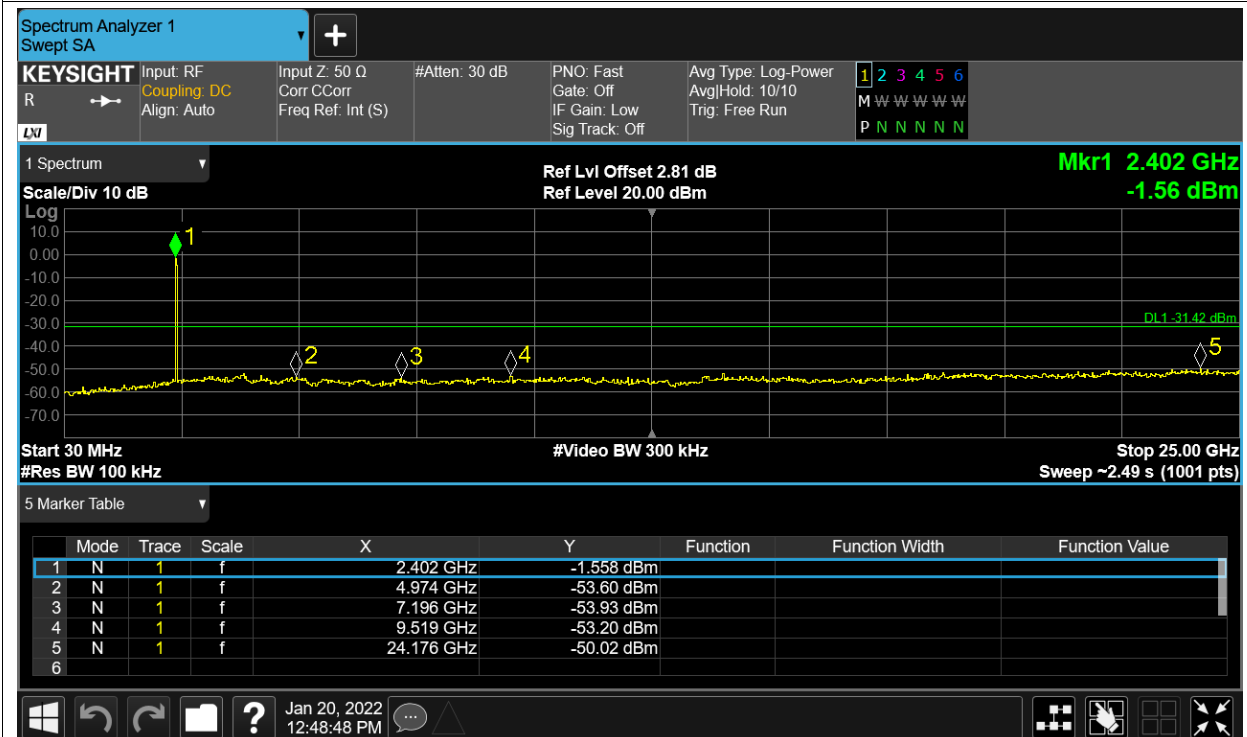 Spectrum Analyzer 1
Swept SA
+
KEYSIGHT Input: RF Input Z: 50 Ω #Atten: 30 dB PNO: Fast Avg Type: Log-Power 1 2 3 4 5 6
R Coupling: DC Corr CCorr Gate: Off Avg|Hold: 10/10 M W W W W W
Align: Auto Freq Ref: Int (S) IF Gain: Low Trig: Free Run
LXI Sig Track: Off P N N N N N
1 Spectrum Ref Lvl Offset 2.81 dB Mkr1 2.402 GHz
Scale/Div 10 dB Ref Level 20.00 dBm -1.56 dBm
Log
10.0
1
0.00
-10.0
-20.0
-30.0 DL1 -31.42 dBm
-40.0
2 3 4 5
-50.0
-60.0
-70.0
Start 30 MHz #Video BW 300 kHz Stop 25.00 GHz
#Res BW 100 kHz Sweep ~2.49 s (1001 pts)
5 Marker Table
Mode Trace Scale X Y Function Function Width Function Value
1 N 1 f 2.402 GHz -1.558 dBm
2 N 1 f 4.974 GHz -53.60 dBm
3 N 1 f 7.196 GHz -53.93 dBm
4 N 1 f 9.519 GHz -53.20 dBm
5 N 1 f 24.176 GHz -50.02 dBm
6
? Jan 20, 2022
12:48:48 PM